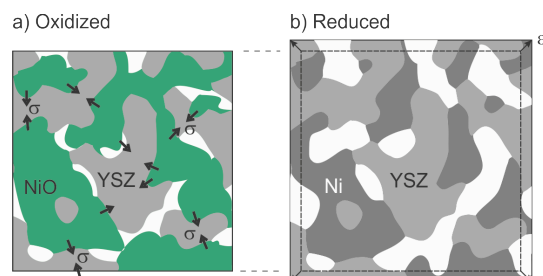 a) Oxidized
b) Reduced
ε
σ
σ
NiO
YSZ
Ni
YSZ
σ
σ